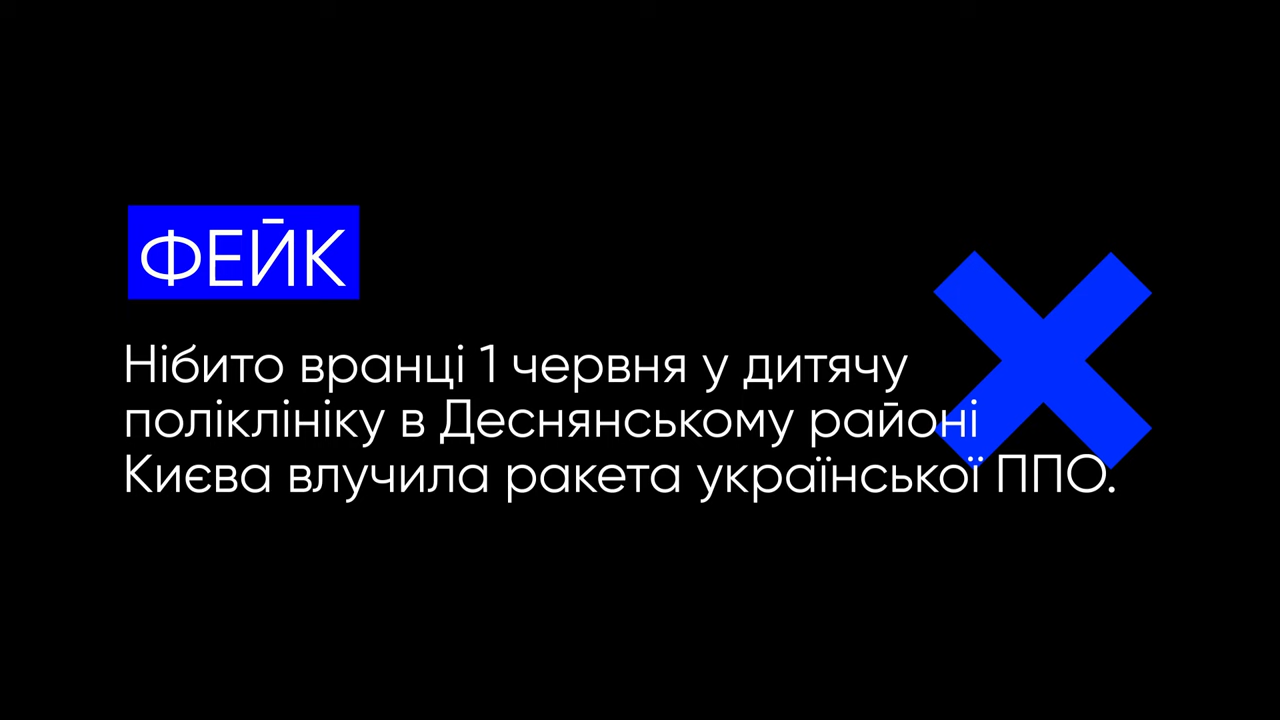 ФЕЙК
Нібито вранці 1 червня у дитячу
поліклініку в Деснянському районі
Києва влучила ракета української ППО.